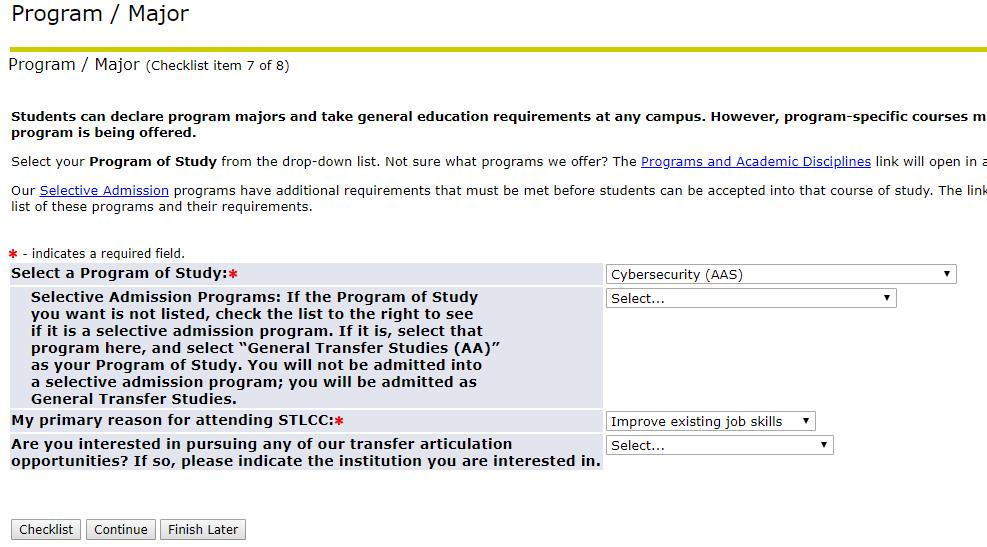 Program / Major
Program / Major (Checklist item 7 of 8)
Students can declare program majors and take general education requirements at any campus. However, program-specific courses m
program is being offered.
Select your Program of Study from the drop-down list. Not sure what programs we offer? The Programs and Academic Disciplines link will open in a
Our Selective Admission programs have additional requirements that must be met before students can be accepted into that course of study. The link
list of these programs and their requirements.
* - indicates a required field.
Select a Program of Study:* Cybersecurity (AAS)
Selective Admission Programs: If the Program of Study Select...
you want is not listed, check the list to the right to see
if it is a selective admission program. If it is, select that
program here, and select “General Transfer Studies (AA)”
as your Program of Study. You will not be admitted into
a selective admission program; you will be admitted as
General Transfer Studies.
My primary reason for attending STLCC:* Improve existing job skills
Are you interested in pursuing any of our transfer articulation Select...
opportunities? If so, please indicate the institution you are interested in.
Checklist Continue Finish Later